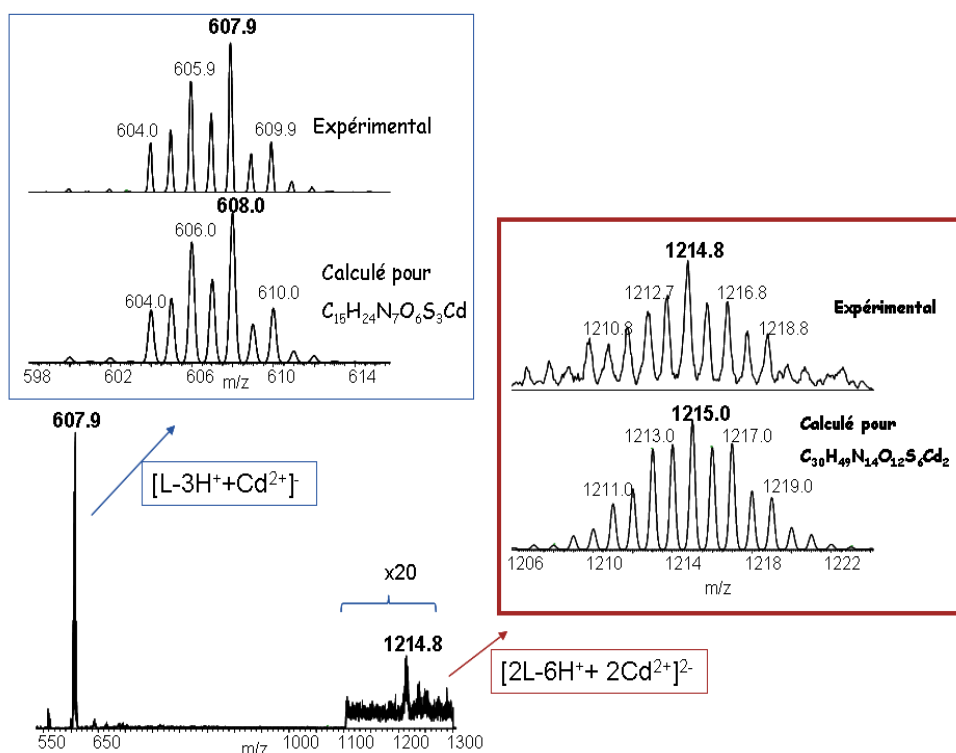 607.9
605.9
604.0
609.9
Expérimental
608.0
606.0
604.0
610.0
Calculé pour
C₁₅H₂₄N₇O₆S₃Cd
598 602 606 610 614
m/z
1214.8
1212.7
1216.8
1210.8
1218.8
Expérimental
1215.0
1213.0
1217.0
1211.0
1219.0
Calculé pour
C₃₀H₄₉N₁₄O₁₂S₆Cd₂
1206 1210 1214 1218 1222
m/z
607.9
[L-3H⁺+Cd²⁺]⁻
x20
1214.8
[2L-6H⁺+ 2Cd²⁺]²⁻
550 650 1000 1100 1200 1300
m/z